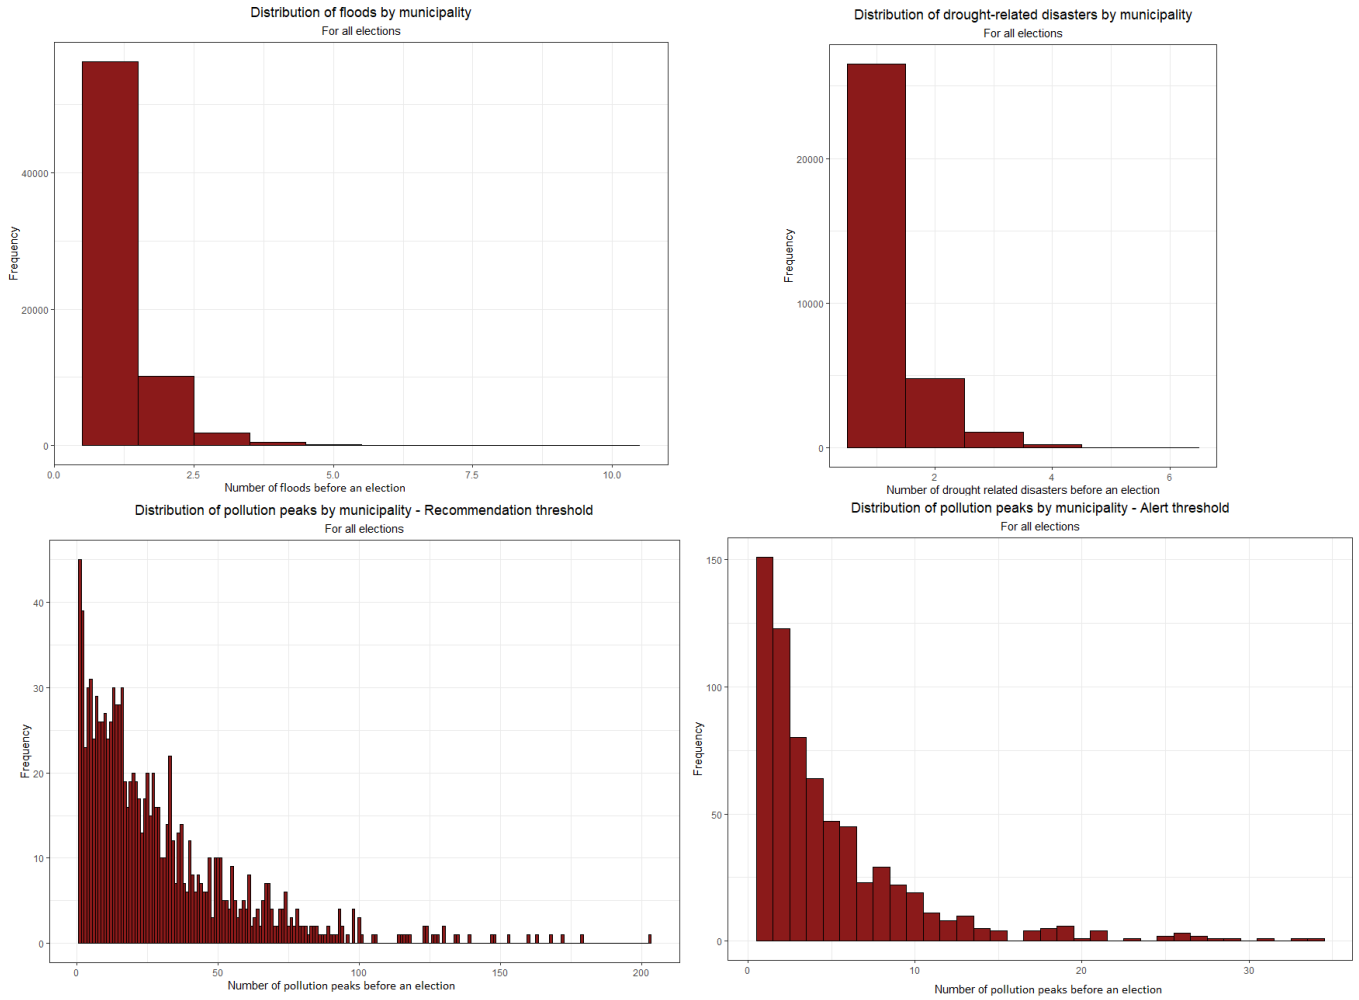 Distribution of floods by municipality
For all elections
Frequency
40000
20000
0
0.0 2.5 5.0 7.5 10.0
Number of floods before an election
Distribution of drought-related disasters by municipality
For all elections
Frequency
20000
10000
0
2 4 6
Number of drought related disasters before an election
Distribution of pollution peaks by municipality - Recommendation threshold
For all elections
Frequency
40
30
20
10
0
0 50 100 150 200
Number of pollution peaks before an election
Distribution of pollution peaks by municipality - Alert threshold
For all elections
Frequency
150
100
50
0
0 10 20 30
Number of pollution peaks before an election